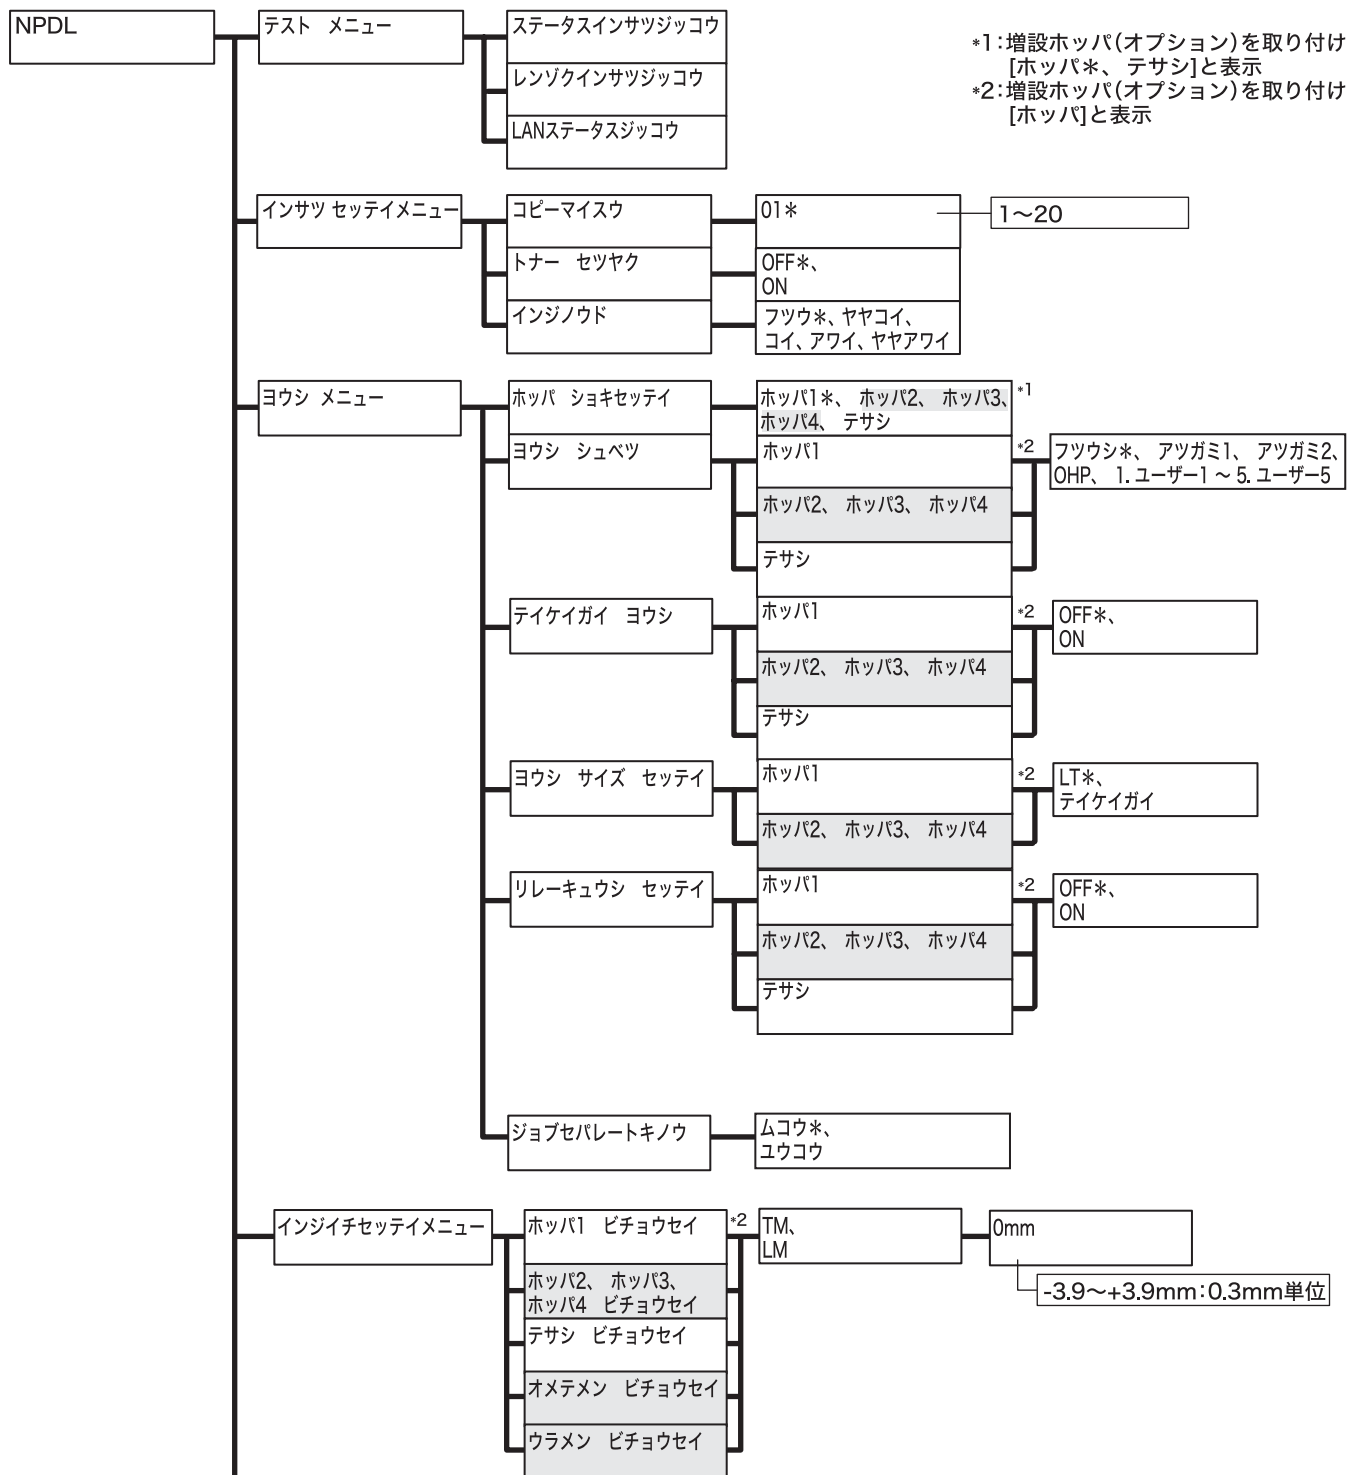 NPDL
テスト　メニュー
ステータスインサツジッコウ
レンゾクインサツジッコウ
LANステータスジッコウ
*1:増設ホッパ(オプション)を取り付け
[ホッパ＊、 テサシ]と表示
*2:増設ホッパ(オプション)を取り付け
[ホッパ]と表示
インサツ セッテイメニュー
コピーマイスウ
01＊
1～20
トナー　セツヤク
OFF＊、
ON
インジノウド
フツウ＊、ヤヤコイ、
コイ、アワイ、ヤヤアワイ
ヨウシ メニュー
ホッパ　ショキセッテイ
ホッパ1＊、 ホッパ2、 ホッパ3、
ホッパ4、 テサシ
*1
ヨウシ　シュベツ
ホッパ1
*2
フツウシ＊、 アツガミ1、 アツガミ2、
OHP、 1. ユーザー1 ～ 5. ユーザー5
ホッパ2、 ホッパ3、 ホッパ4
テサシ
テイケイガイ　ヨウシ
ホッパ1
*2
OFF＊、
ON
ホッパ2、 ホッパ3、 ホッパ4
テサシ
ヨウシ　サイズ　セッテイ
ホッパ1
*2
LT＊、
テイケイガイ
ホッパ2、 ホッパ3、 ホッパ4
リレーキュウシ　セッテイ
ホッパ1
*2
OFF＊、
ON
ホッパ2、 ホッパ3、 ホッパ4
テサシ
ジョブセパレートキノウ
ムコウ＊、
ユウコウ
インジイチセッテイメニュー
ホッパ1　ビチョウセイ
*2
TM、
LM
0mm
-3.9～+3.9mm:0.3mm単位
ホッパ2、 ホッパ3、
ホッパ4　ビチョウセイ
テサシ　ビチョウセイ
オメテメン　ビチョウセイ
ウラメン　ビチョウセイ